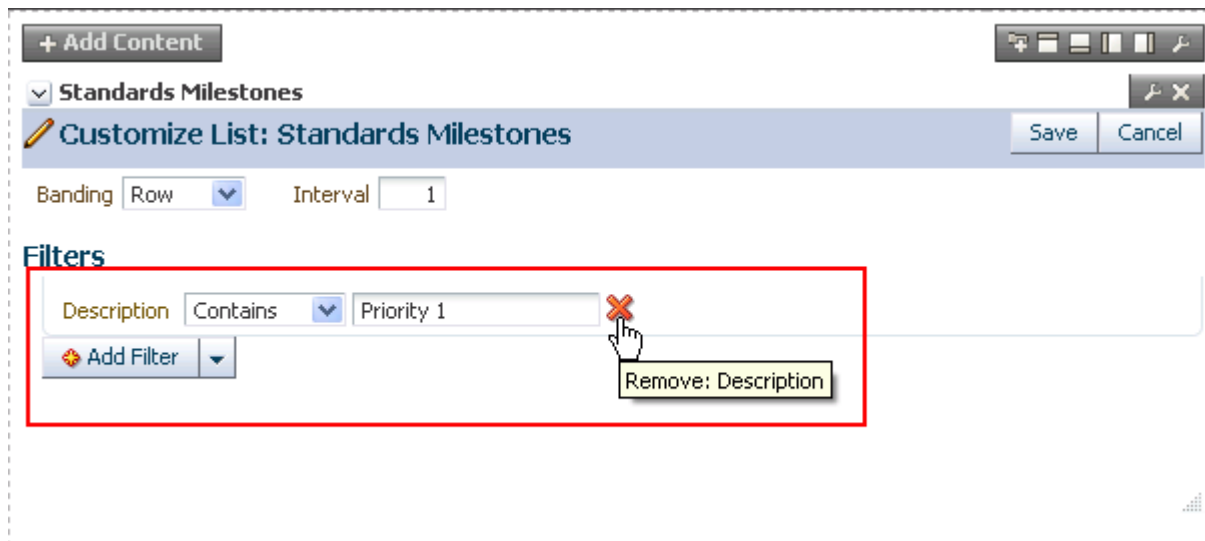 + Add Content
Standards Milestones
Customize List: Standards Milestones Save Cancel
Banding Row Interval 1
Filters
Description Contains Priority 1
Add Filter
Remove: Description